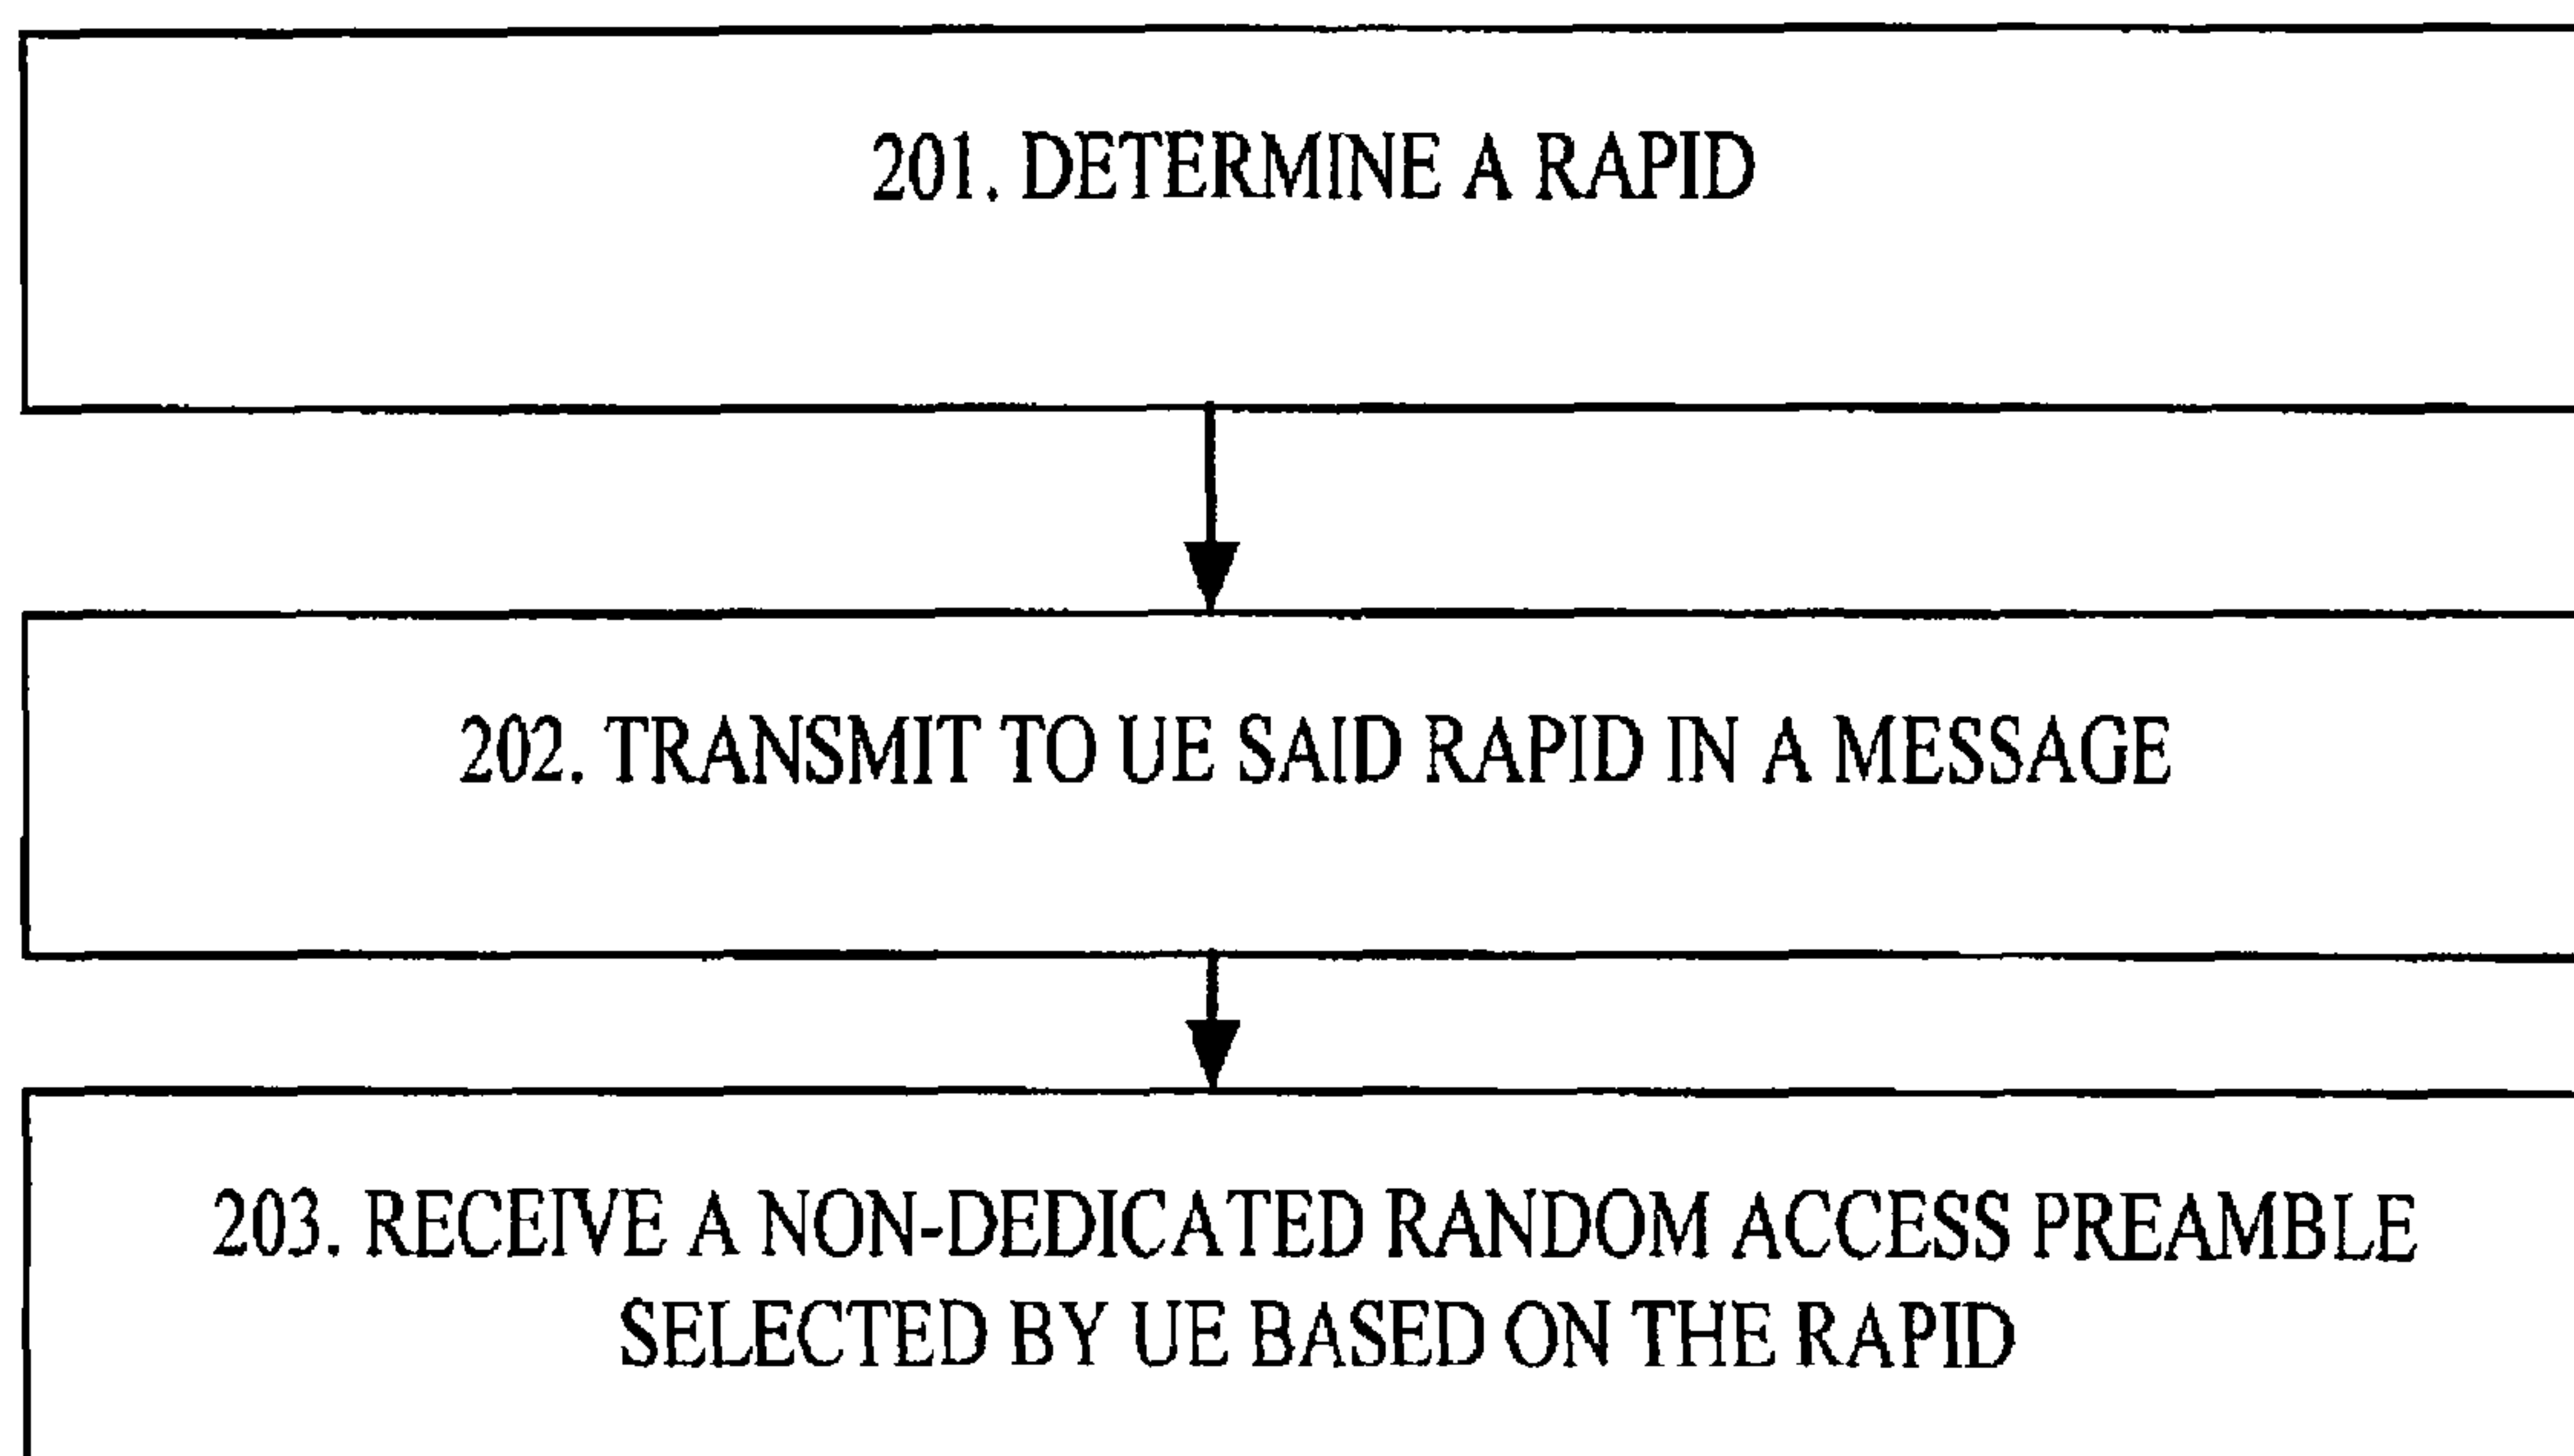 201. DETERMINE A RAPID
202. TRANSMIT TO UE SAID RAPID IN A MESSAGE
203. RECEIVE A NON-DEDICATED RANDOM ACCESS PREAMBLE
SELECTED BY UE BASED ON THE RAPID